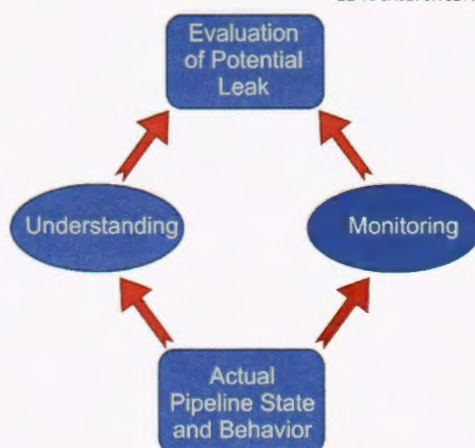 Evaluation
of Potential
Leak
Understanding
Monitoring
Actual
Pipeline State
and Behavior